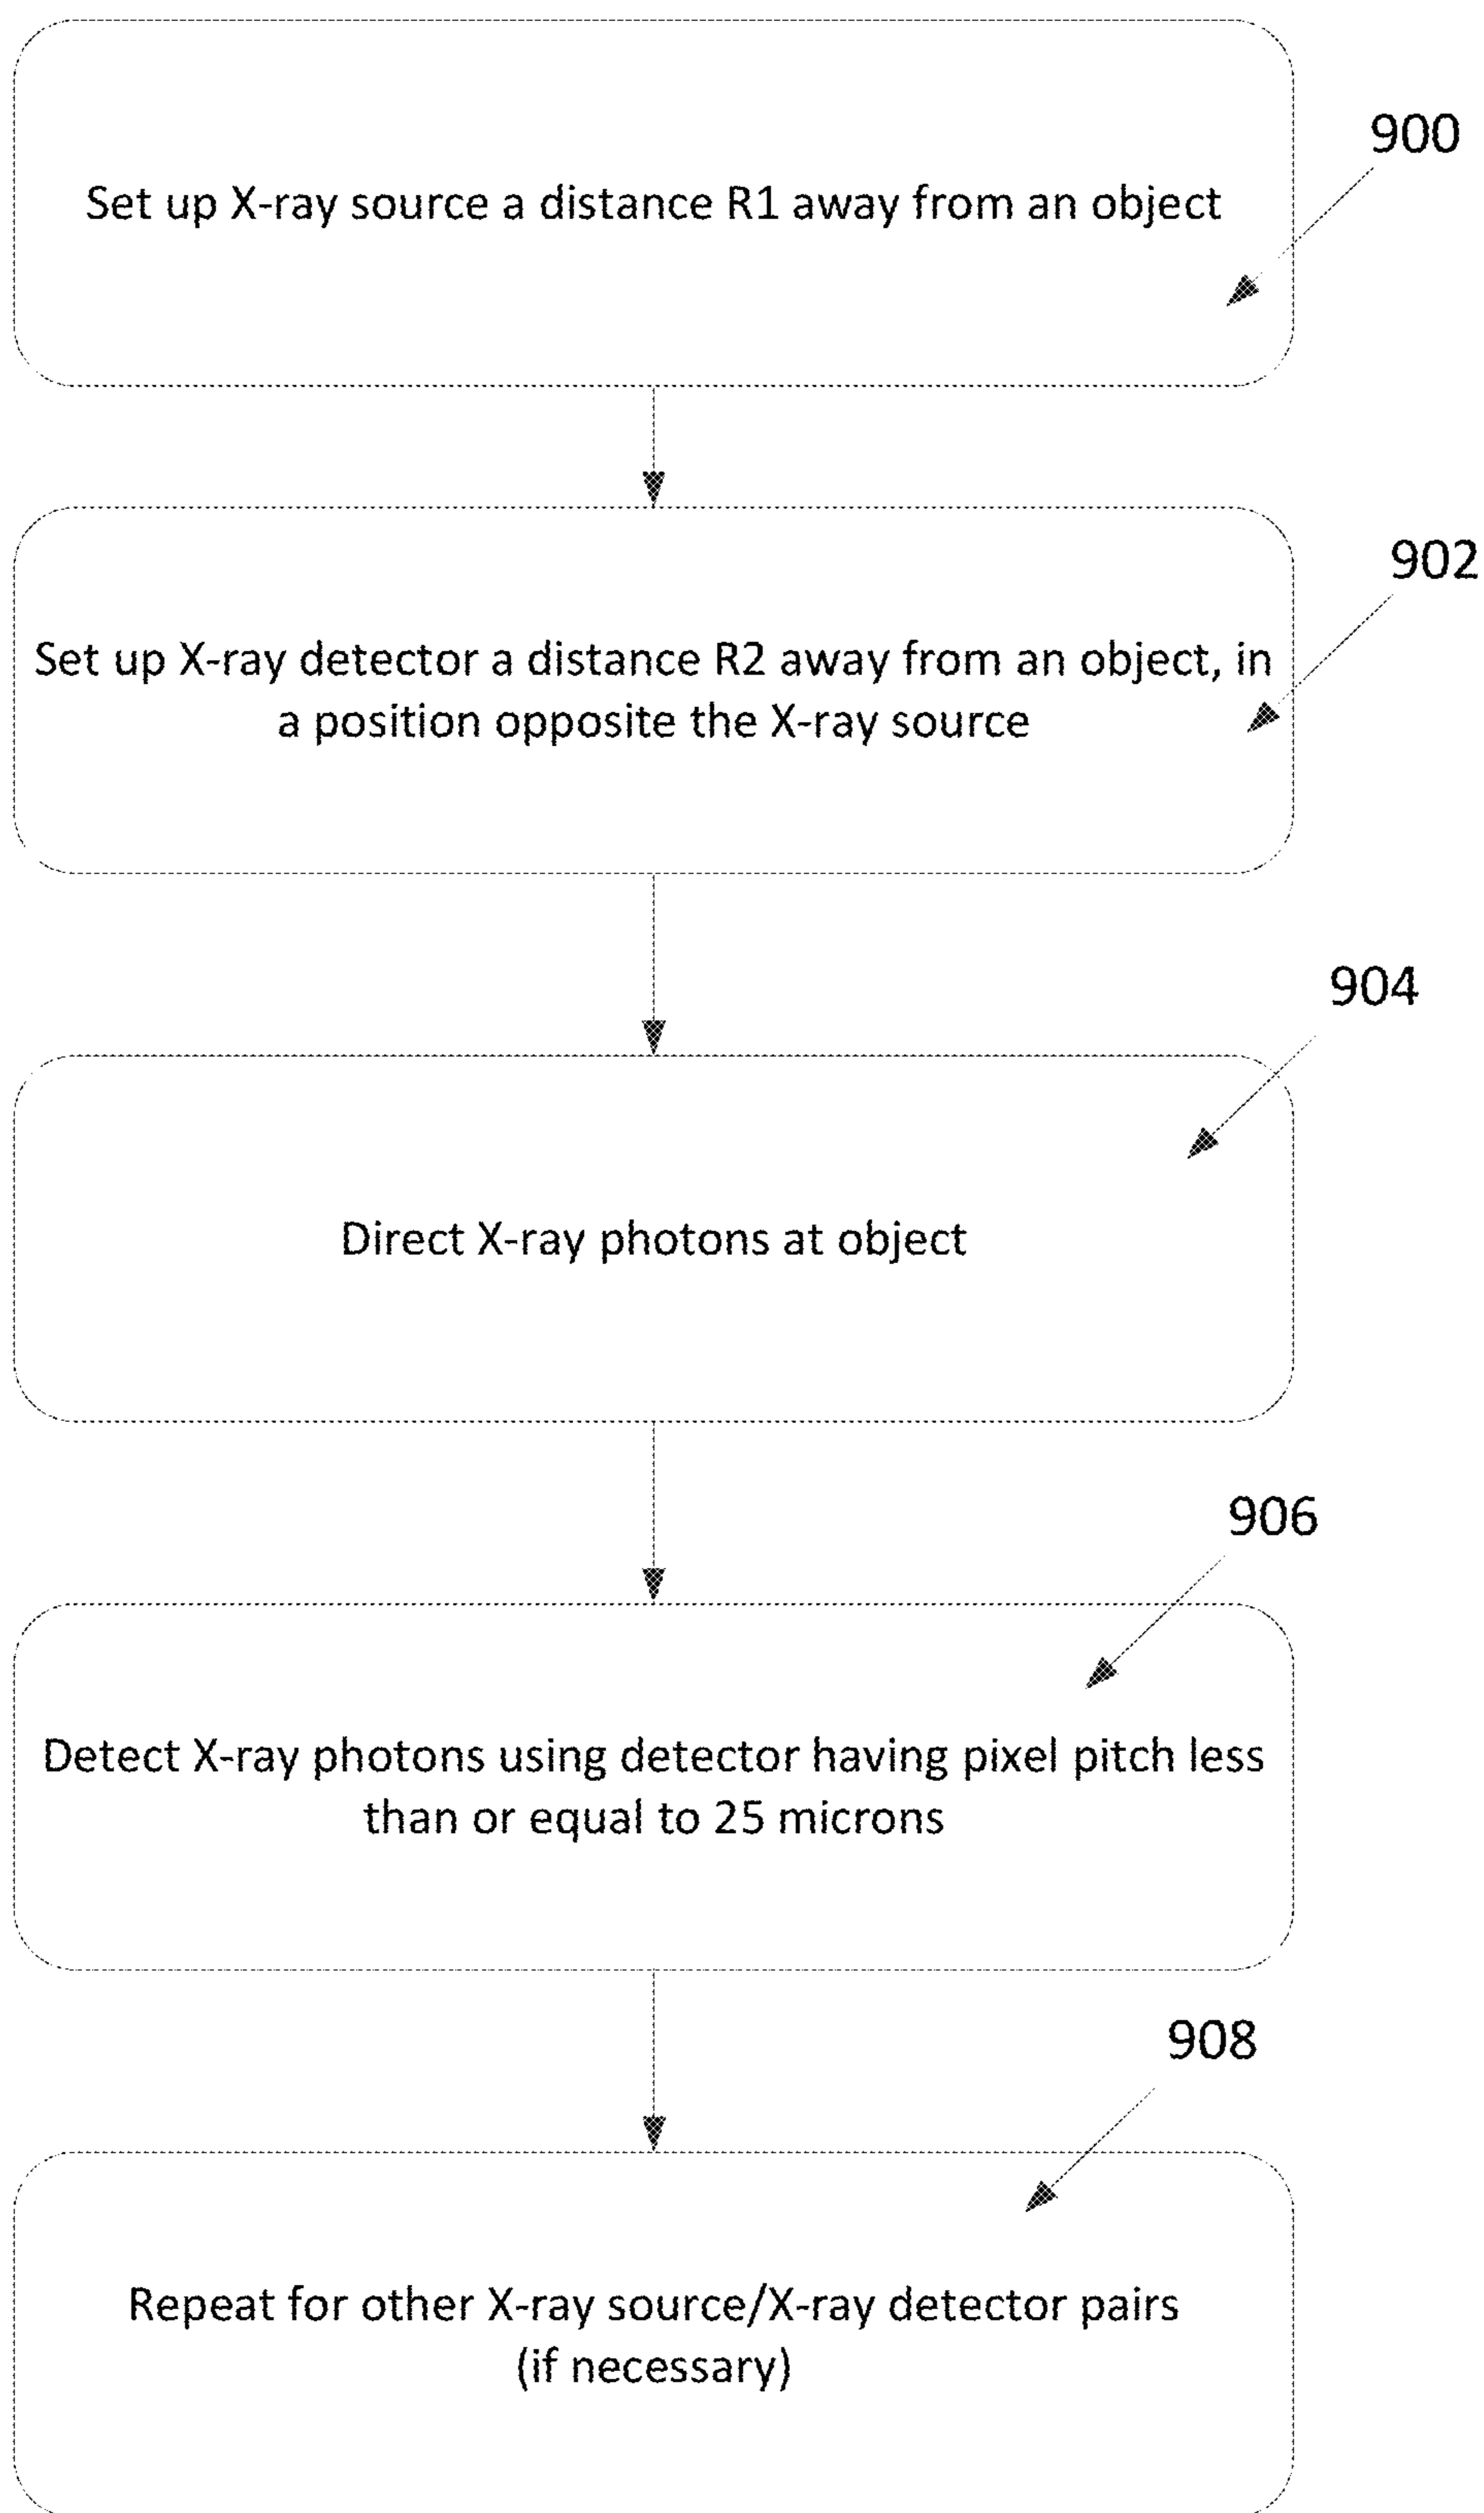 900
Set up X-ray source a distance R1 away from an object
902
Set up X-ray detector a distance R2 away from an object, in
a position opposite the X-ray source
904
Direct X-ray photons at object
906
Detect X-ray photons using detector having pixel pitch less
than or equal to 25 microns
908
Repeat for other X-ray source/X-ray detector pairs
(if necessary)